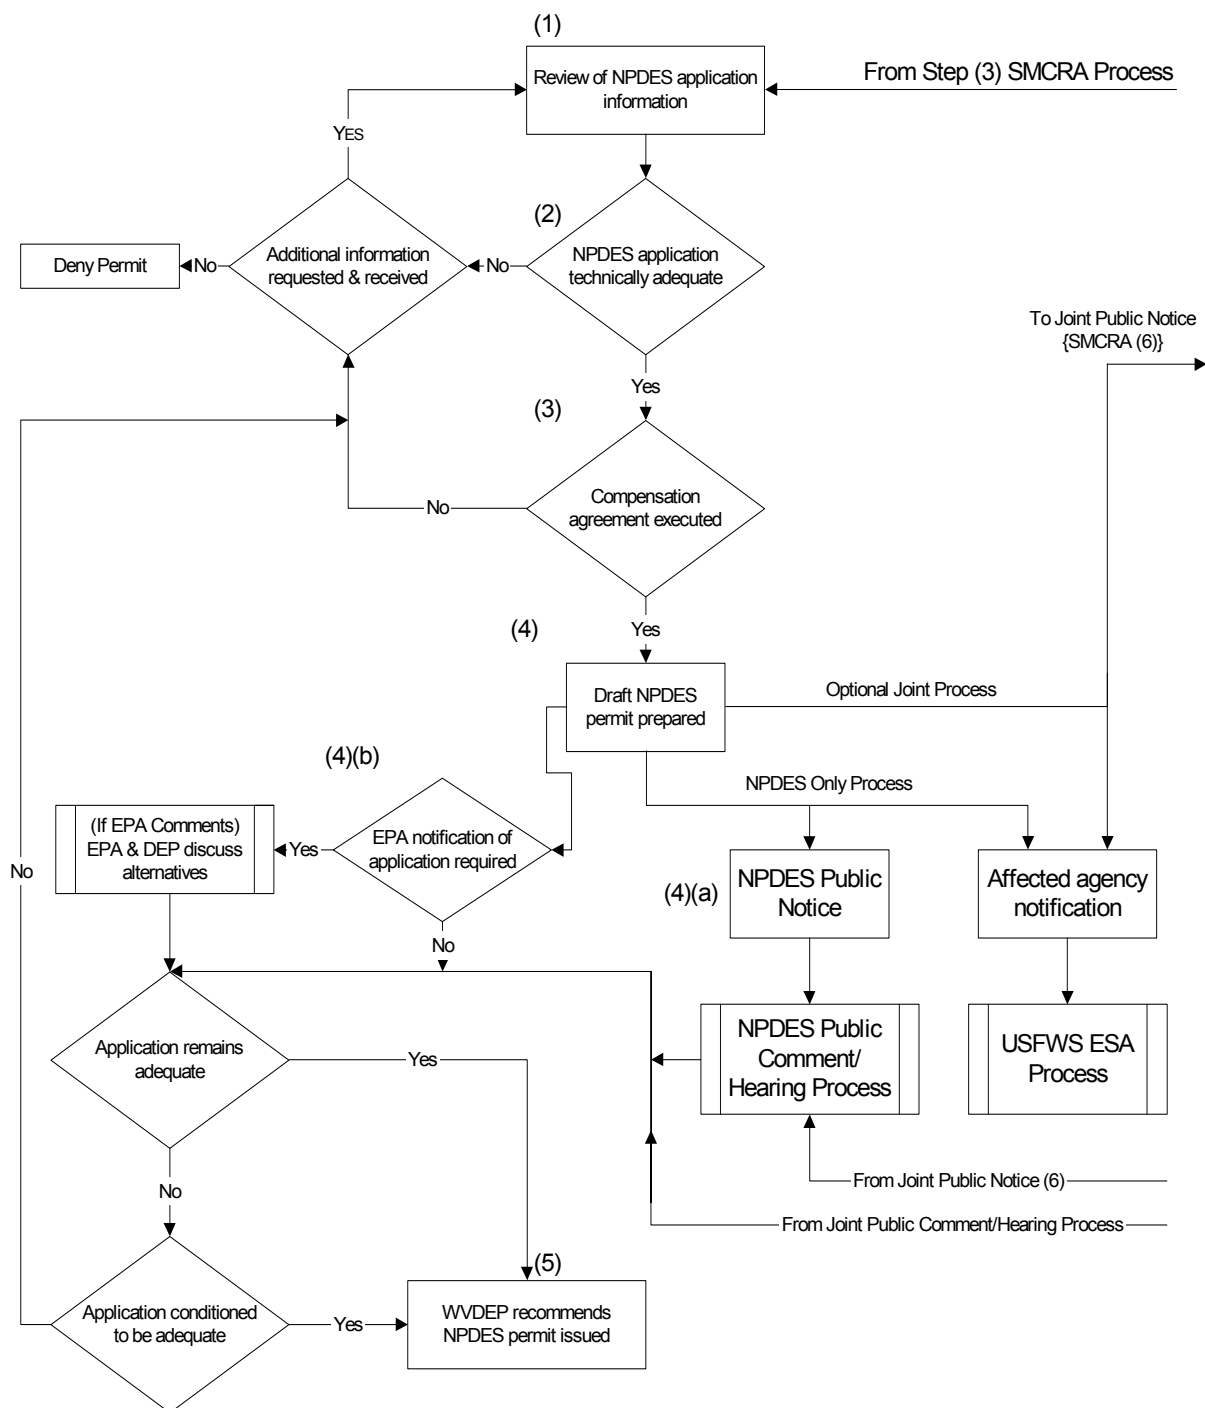 (1)
Review of NPDES application
information
From Step (3) SMCRA Process
YES
(2)
Additional information
requested & received
No
Deny Permit
No
NPDES application
technically adequate
To Joint Public Notice
{SMCRA (6)}
Yes
(3)
Compensation
agreement executed
No
Yes
(4)
Draft NPDES
permit prepared
Optional Joint Process
(4)(b)
NPDES Only Process
(If EPA Comments)
EPA & DEP discuss
alternatives
Yes
EPA notification of
application required
No
(4)(a)
NPDES Public
Notice
Affected agency
notification
No
NPDES Public
Comment/
Hearing Process
USFWS ESA
Process
Application remains
adequate
Yes
From Joint Public Notice (6)
No
From Joint Public Comment/Hearing Process
(5)
Application conditioned
to be adequate
Yes
WVDEP recommends
NPDES permit issued